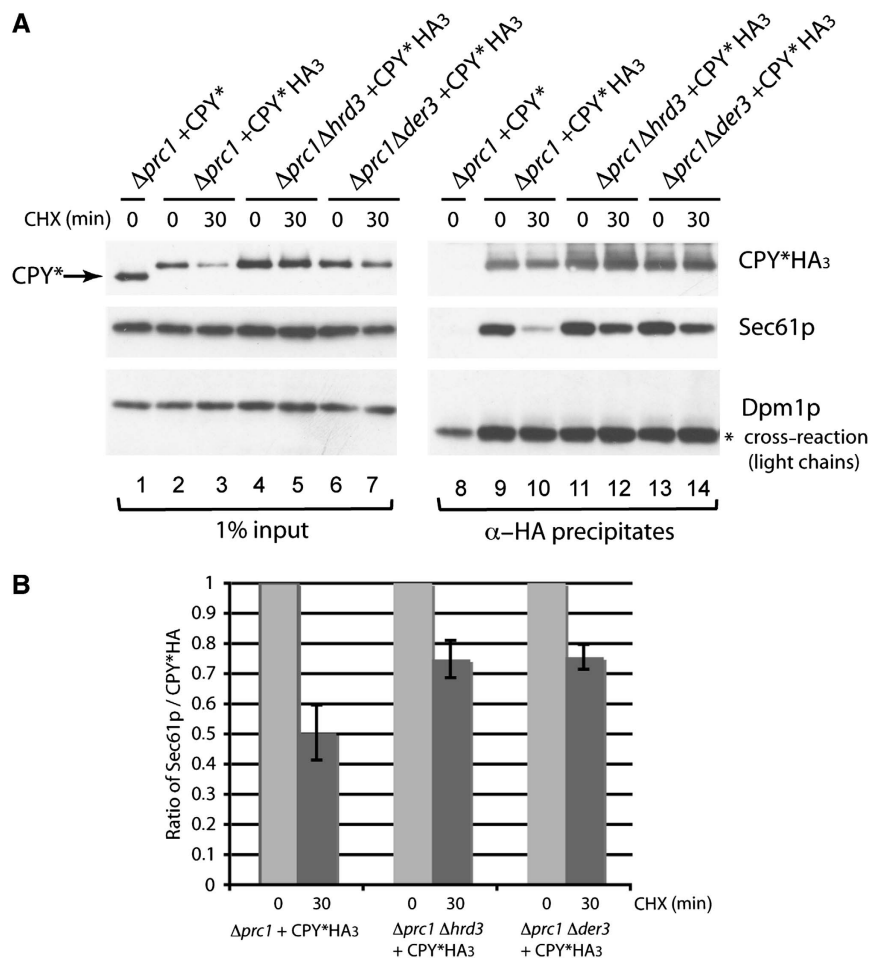 A
Δprc1 +CPY*
Δprc1 +CPY* HA3
Δprc1Δhrd3 +CPY* HA3
Δprc1Δder3 +CPY* HA3
Δprc1 +CPY*
Δprc1 +CPY* HA3
Δprc1Δhrd3 +CPY* HA3
Δprc1Δder3 +CPY* HA3
CHX (min) 0 0 30 0 30 0 30 0 0 30 0 30 0 30
CPY*
CPY*HA3
Sec61p
Dpm1p
* cross-reaction
(light chains)
1 2 3 4 5 6 7 8 9 10 11 12 13 14
1% input
α-HA precipitates
B
Ratio of Sec61p / CPY*HA
1
0.9
0.8
0.7
0.6
0.5
0.4
0.3
0.2
0.1
0
0 30 0 30 0 30 CHX (min)
Δprc1 + CPY*HA3
Δprc1 Δhrd3
+ CPY*HA3
Δprc1 Δder3
+ CPY*HA3